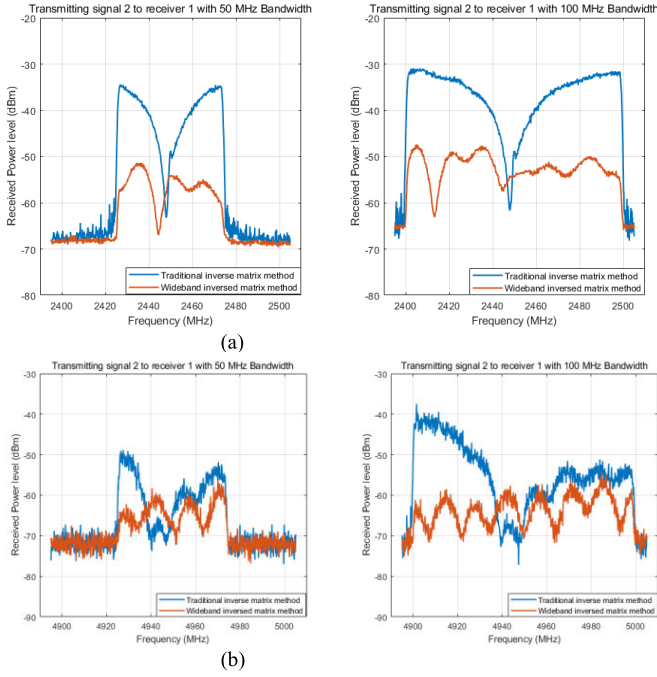 Transmitting signal 2 to receiver 1 with 50 MHz Bandwidth
-20
-30
-40
-50
-60
-70
-80
Received Power level (dBm)
2400 2420 2440 2460 2480 2500
Frequency (MHz)
Traditional inverse matrix method
Wideband inversed matrix method
Transmitting signal 2 to receiver 1 with 100 MHz Bandwidth
-20
-30
-40
-50
-60
-70
-80
Received Power level (dBm)
2400 2420 2440 2460 2480 2500
Frequency (MHz)
Traditional inverse matrix method
Wideband inversed matrix method
(a)
Transmitting signal 2 to receiver 1 with 50 MHz Bandwidth
-30
-40
-50
-60
-70
-80
-90
Received Power level (dBm)
4900 4920 4940 4960 4980 5000
Frequency (MHz)
Traditional inverse matrix method
Wideband inversed matrix method
Transmitting signal 2 to receiver 1 with 100 MHz Bandwidth
-30
-40
-50
-60
-70
-80
-90
Received Power level (dBm)
4900 4920 4940 4960 4980 5000
Frequency (MHz)
Traditional inverse matrix method
Wideband inversed matrix method
(b)